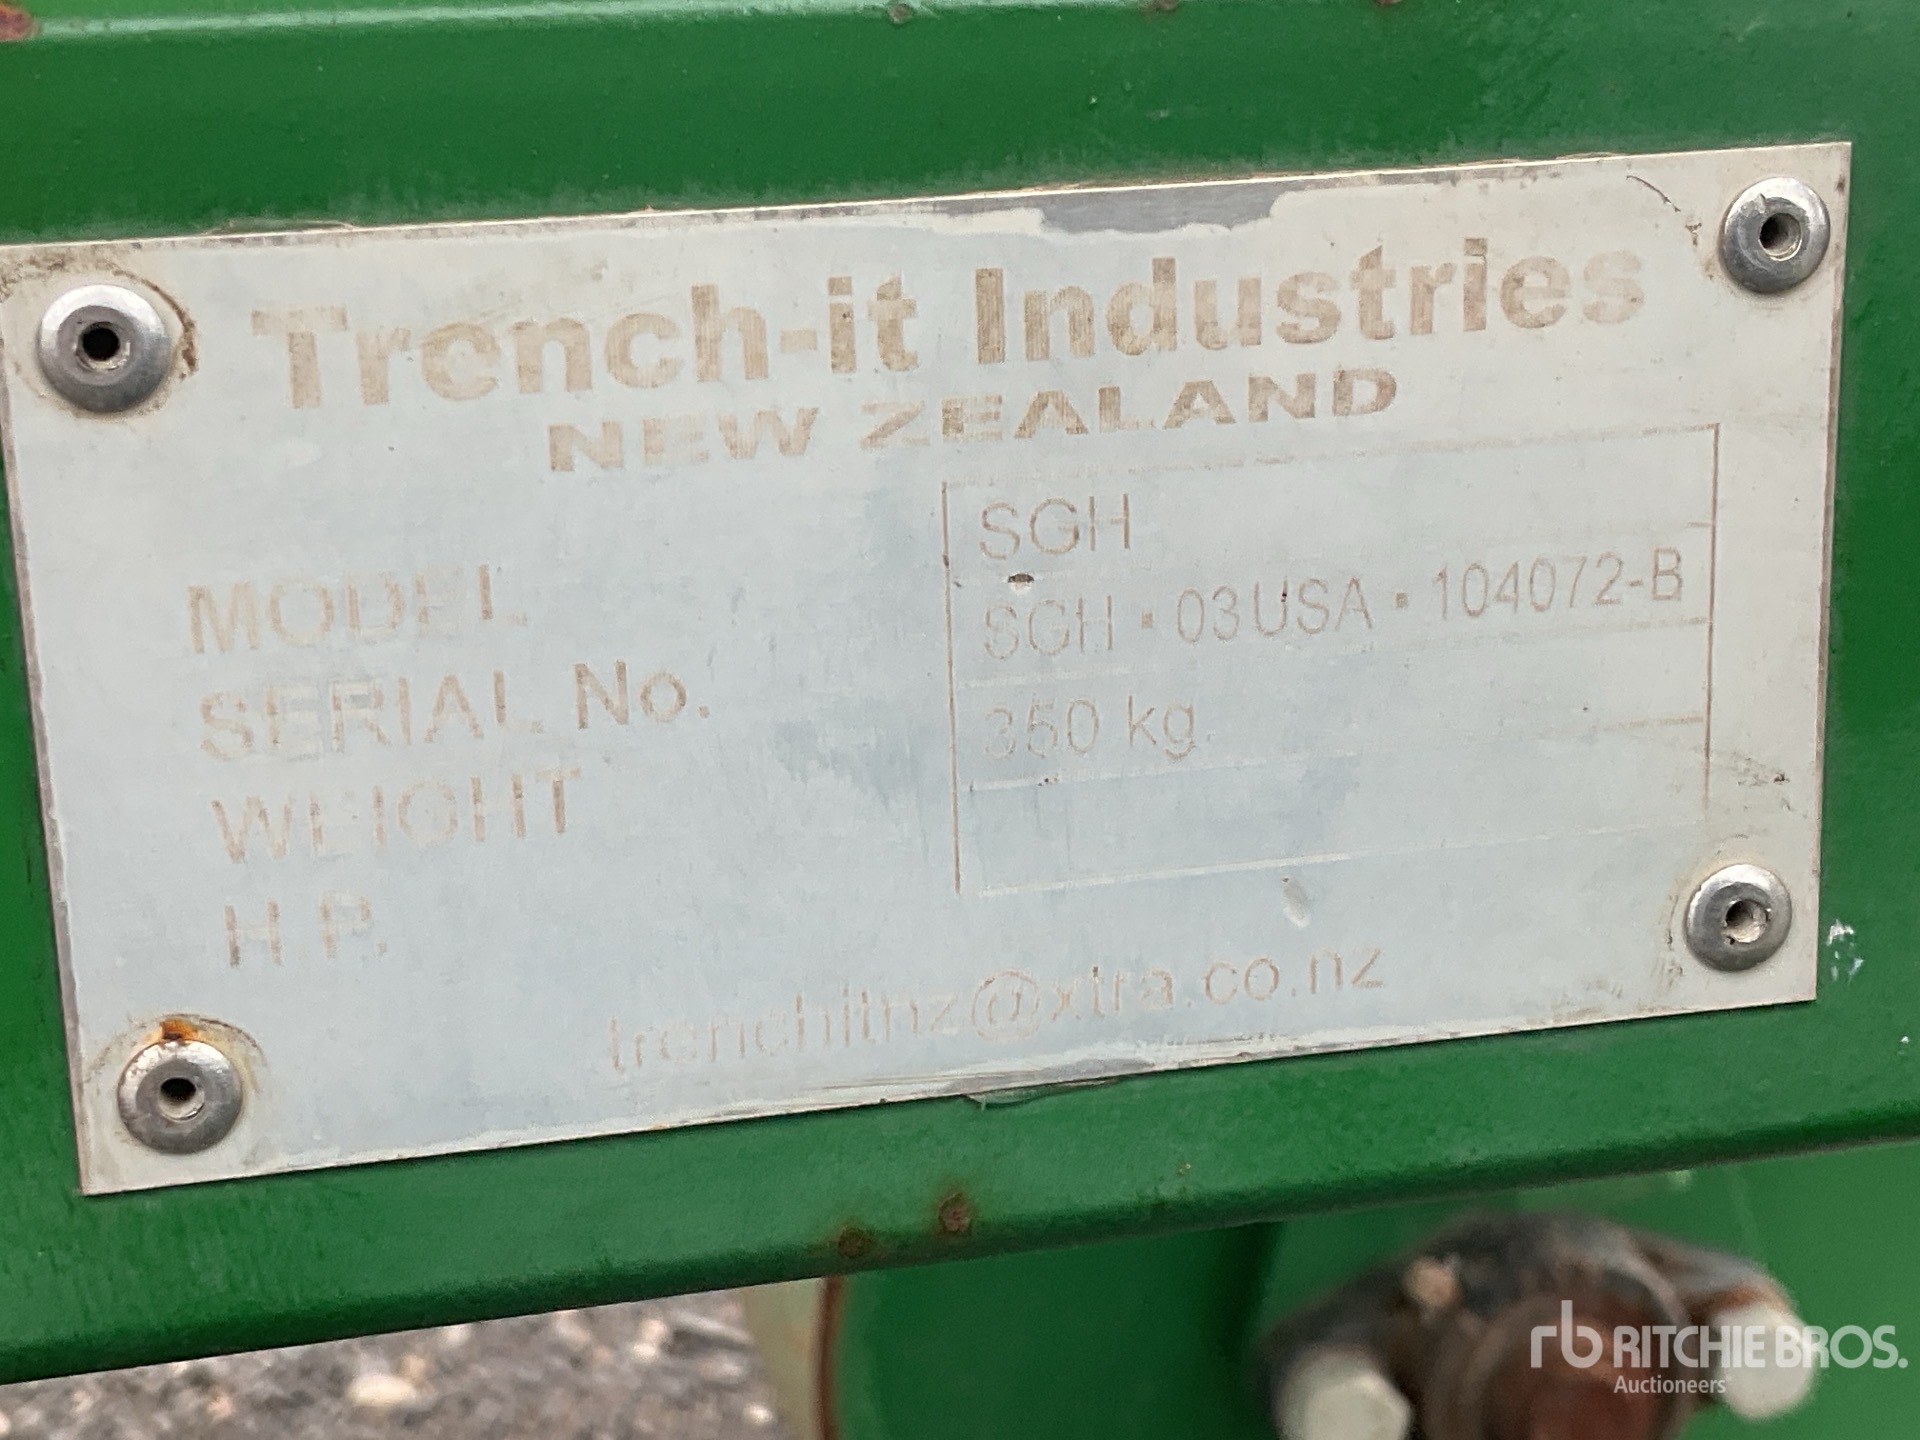 Trench-it Industries
NEW ZEALAND
MODEL SGH
SERIAL No. SGH · 03USA · 104072-B
WEIGHT 350 kg
H.P.
trenchitnz@xtra.co.nz
rb RITCHIE BROS.
Auctioneers